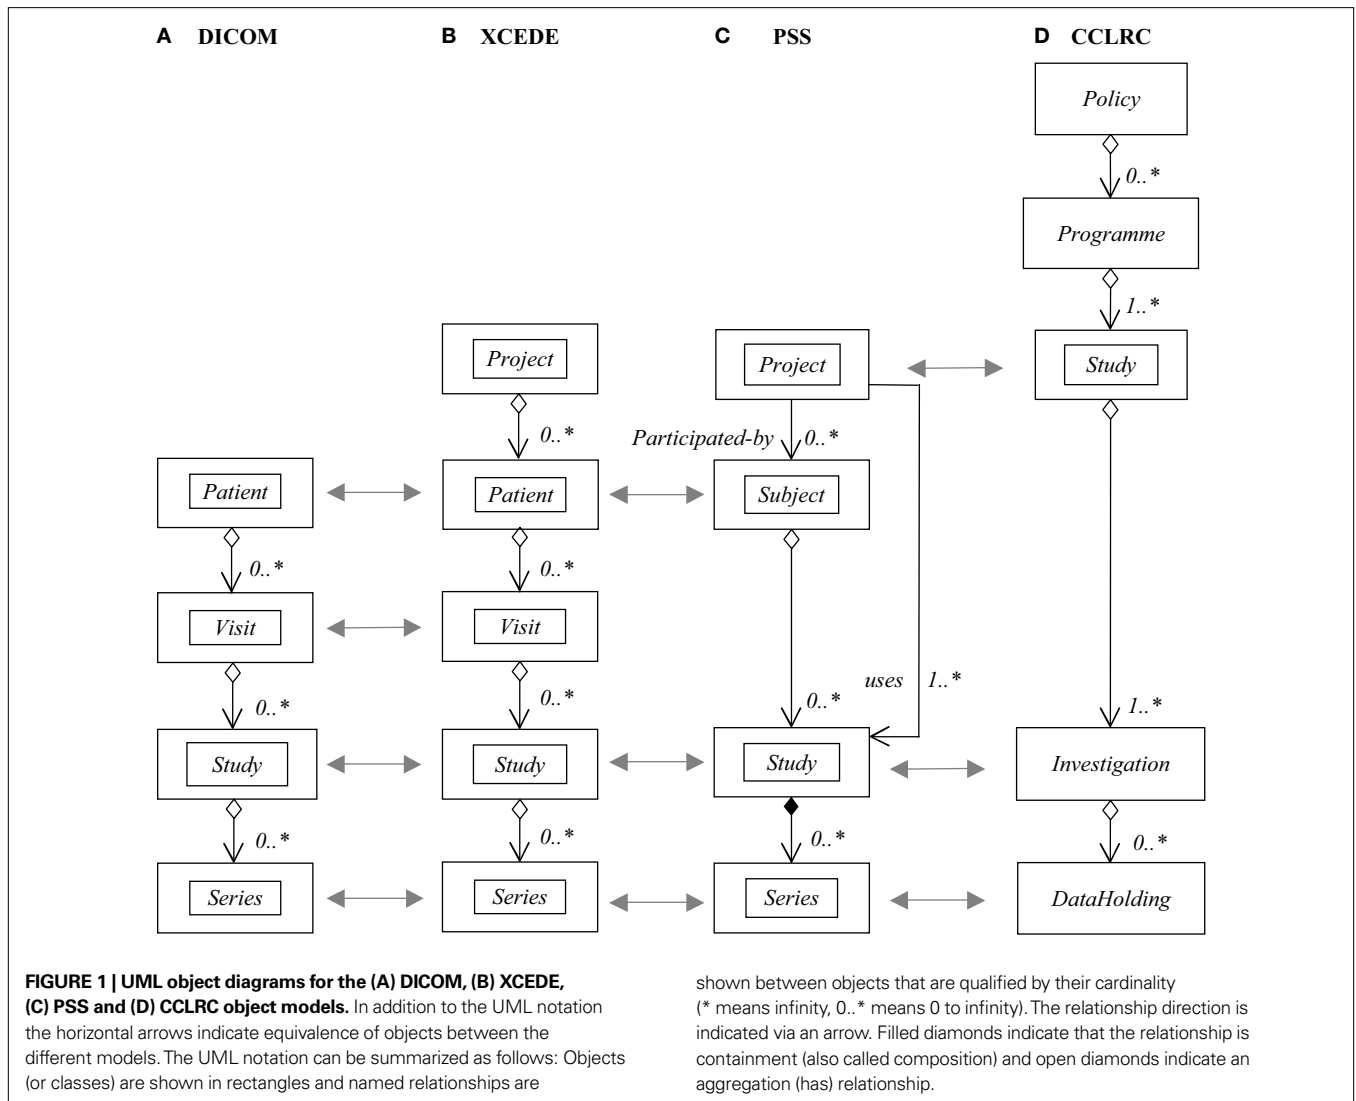 A DICOM
B XCEDE
C PSS
D CCLRC
Policy
0..*
Programme
1..*
Project
Project
Study
0..*
Participated-by 0..*
Patient
Patient
Subject
0..*
0..*
Visit
Visit
uses 1..*
0..*
0..*
0..*
1..*
Study
Study
Study
Investigation
0..*
0..*
0..*
0..*
Series
Series
Series
DataHolding
FIGURE 1 | UML object diagrams for the (A) DICOM, (B) XCEDE,
(C) PSS and (D) CCLRC object models. In addition to the UML notation
the horizontal arrows indicate equivalence of objects between the
different models. The UML notation can be summarized as follows: Objects
(or classes) are shown in rectangles and named relationships are
shown between objects that are qualified by their cardinality
(* means infinity, 0..* means 0 to infinity). The relationship direction is
indicated via an arrow. Filled diamonds indicate that the relationship is
containment (also called composition) and open diamonds indicate an
aggregation (has) relationship.